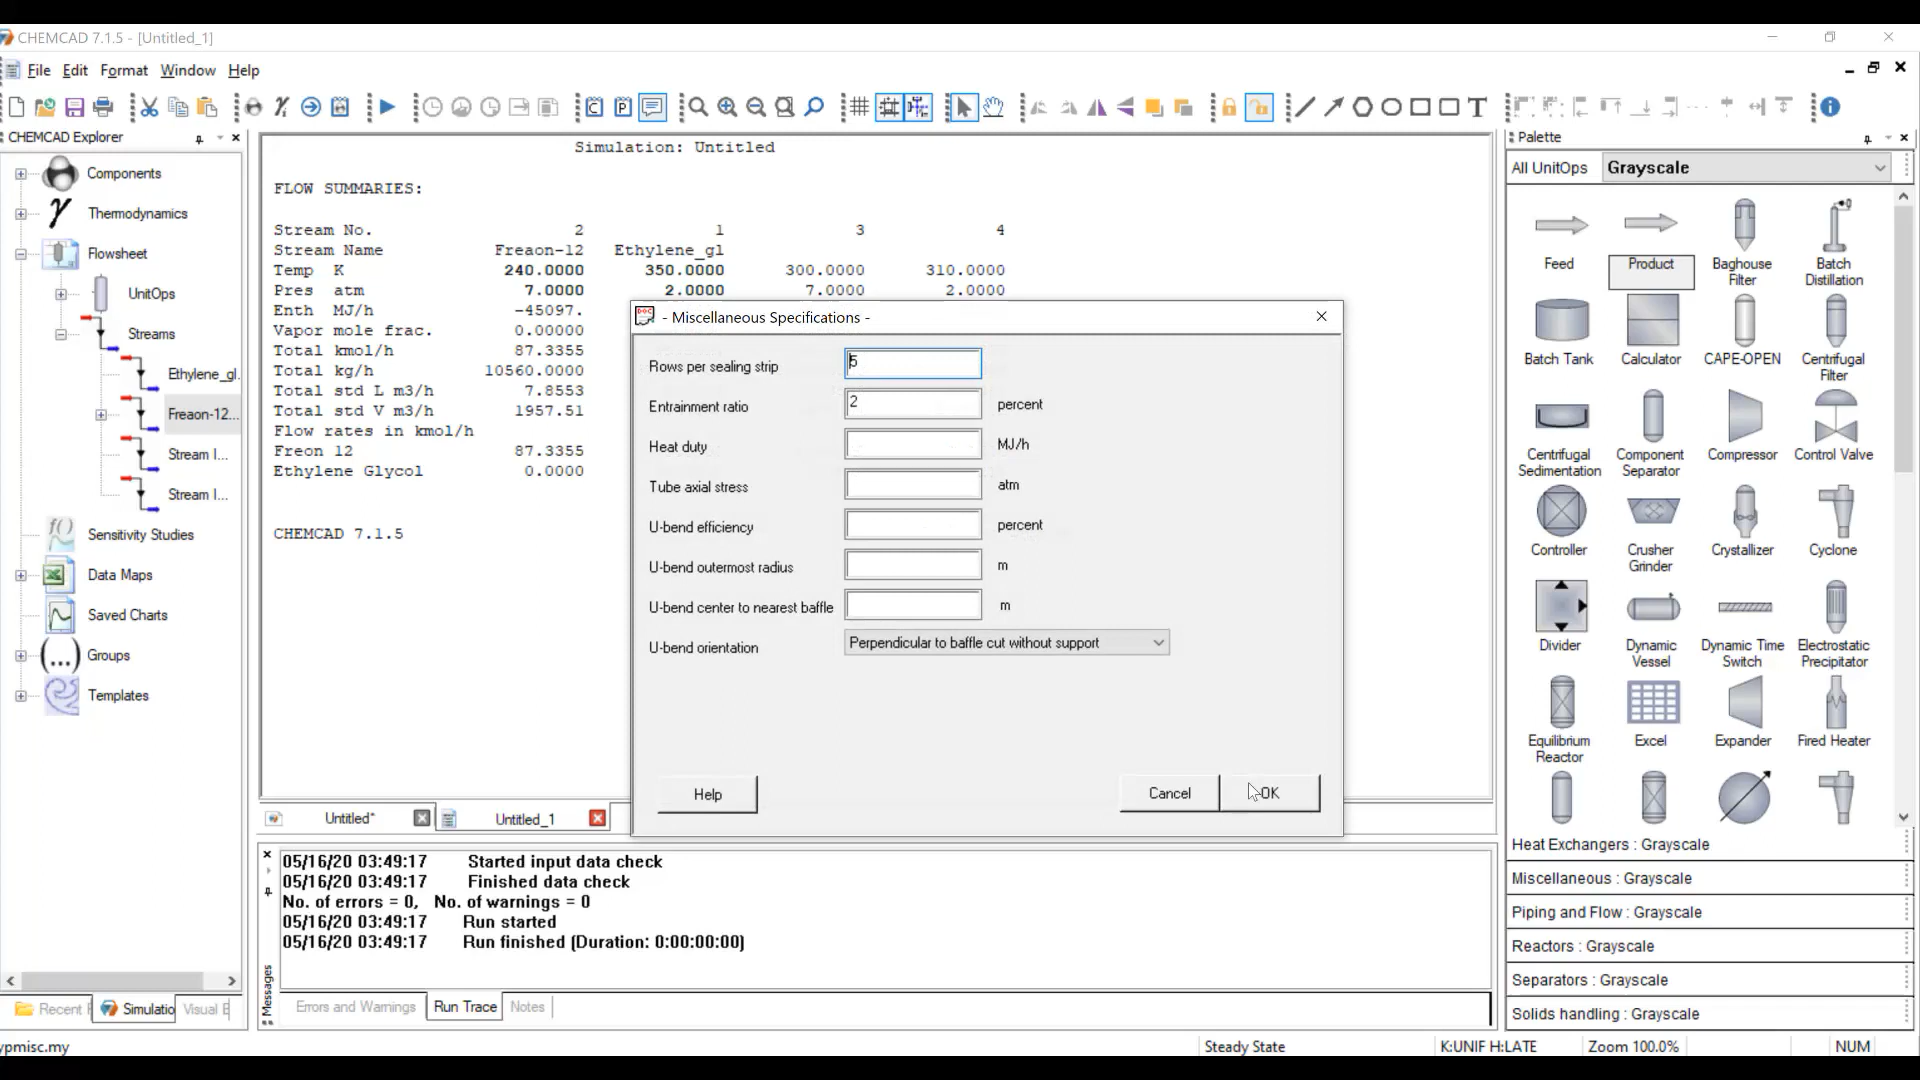 CHEMCAD 7.1.5 - [Untitled_1]
File Edit Format Window Help
CHEMCAD Explorer
Components
Thermodynamics
Flowsheet
UnitOps
Streams
Ethylene_gl.
Freaon-12...
Stream I...
Stream I...
Sensitivity Studies
Data Maps
Saved Charts
Groups
Templates
Simulatio
Simulation: Untitled
FLOW SUMMARIES:
Stream No. 2 1 3 4
Stream Name Freaon-12 Ethylene_gl
Temp K 240.0000 350.0000 300.0000 310.0000
Pres atm 7.0000 2.0000 7.0000 2.0000
Enth MJ/h -45097.
Vapor mole frac. 0.00000
Total kmol/h 87.3355
Total kg/h 10560.0000
Total std L m3/h 7.8553
Total std V m3/h 1957.51
Flow rates in kmol/h
Freon 12 87.3355
Ethylene Glycol 0.0000
CHEMCAD 7.1.5
- Miscellaneous Specifications -
Rows per sealing strip 5
Entrainment ratio 2 percent
Heat duty MJ/h
Tube axial stress atm
U-bend efficiency percent
U-bend outermost radius m
U-bend center to nearest baffle m
U-bend orientation Perpendicular to baffle cut without support
Help Cancel OK
Untitled* Untitled_1
05/16/20 03:49:17 Started input data check
05/16/20 03:49:17 Finished data check
No. of errors = 0, No. of warnings = 0
05/16/20 03:49:17 Run started
05/16/20 03:49:17 Run finished (Duration: 0:00:00:00)
Messages
Errors and Warnings Run Trace Notes
Palette
All UnitOps Grayscale
Feed Product Baghouse Filter Batch Distillation
Batch Tank Calculator CAPE-OPEN Centrifugal Filter
Centrifugal Sedimentation Component Separator Compressor Control Valve
Controller Crusher Grinder Crystallizer Cyclone
Divider Dynamic Vessel Dynamic Time Switch Electrostatic Precipitator
Equilibrium Reactor Excel Expander Fired Heater
Heat Exchangers : Grayscale
Miscellaneous : Grayscale
Piping and Flow : Grayscale
Reactors : Grayscale
Separators : Grayscale
Solids handling : Grayscale
ypmisc.my Steady State K:UNIF H:LATE Zoom 100.0% NUM